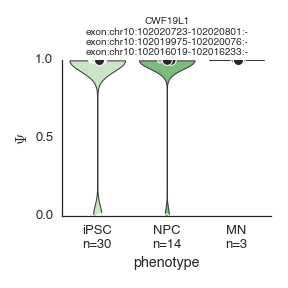 CWF19L1
exon:chr10:102020723-102020801:-
exon:chr10:102019975-102020076:-
exon:chr10:102016019-102016233:-
1.0
0.5
0.0
Ψ
iPSC NPC MN
n=30 n=14 n=3
phenotype